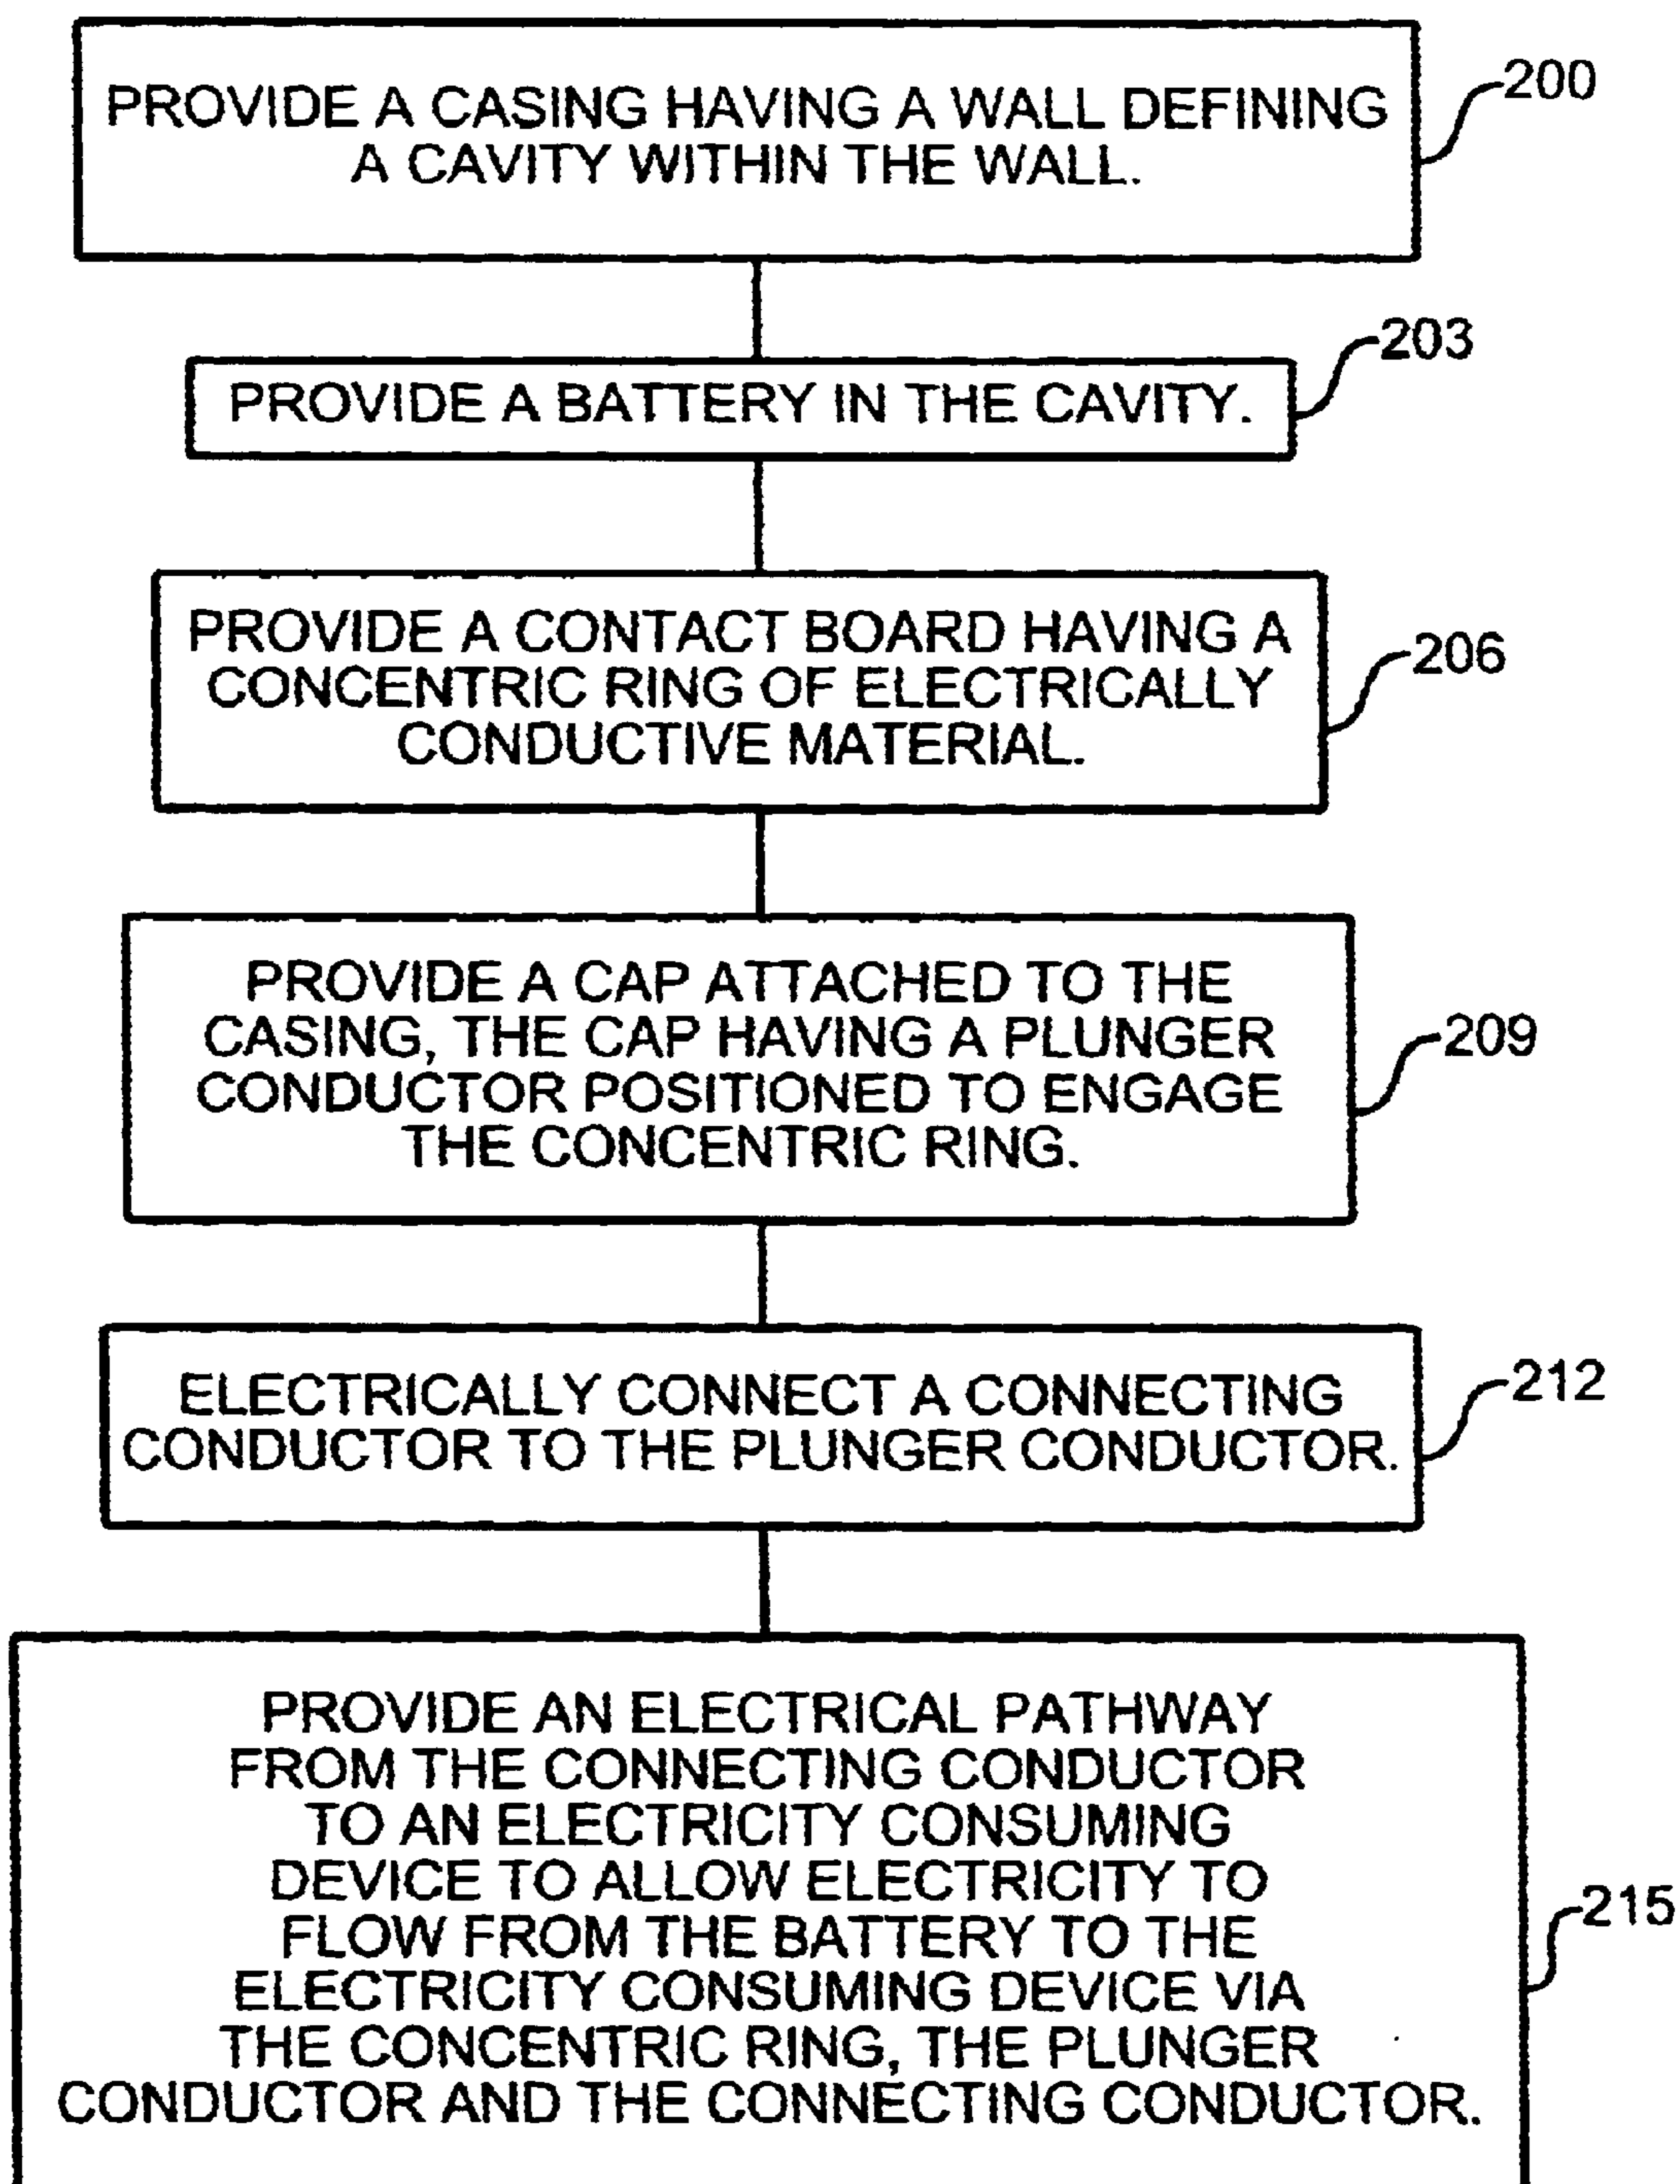 PROVIDE A CASING HAVING A WALL DEFINING
A CAVITY WITHIN THE WALL.
200
PROVIDE A BATTERY IN THE CAVITY.
203
PROVIDE A CONTACT BOARD HAVING A
CONCENTRIC RING OF ELECTRICALLY
CONDUCTIVE MATERIAL.
206
PROVIDE A CAP ATTACHED TO THE
CASING, THE CAP HAVING A PLUNGER
CONDUCTOR POSITIONED TO ENGAGE
THE CONCENTRIC RING.
209
ELECTRICALLY CONNECT A CONNECTING
CONDUCTOR TO THE PLUNGER CONDUCTOR.
212
PROVIDE AN ELECTRICAL PATHWAY
FROM THE CONNECTING CONDUCTOR
TO AN ELECTRICITY CONSUMING
DEVICE TO ALLOW ELECTRICITY TO
FLOW FROM THE BATTERY TO THE
ELECTRICITY CONSUMING DEVICE VIA
THE CONCENTRIC RING, THE PLUNGER
CONDUCTOR AND THE CONNECTING CONDUCTOR.
215